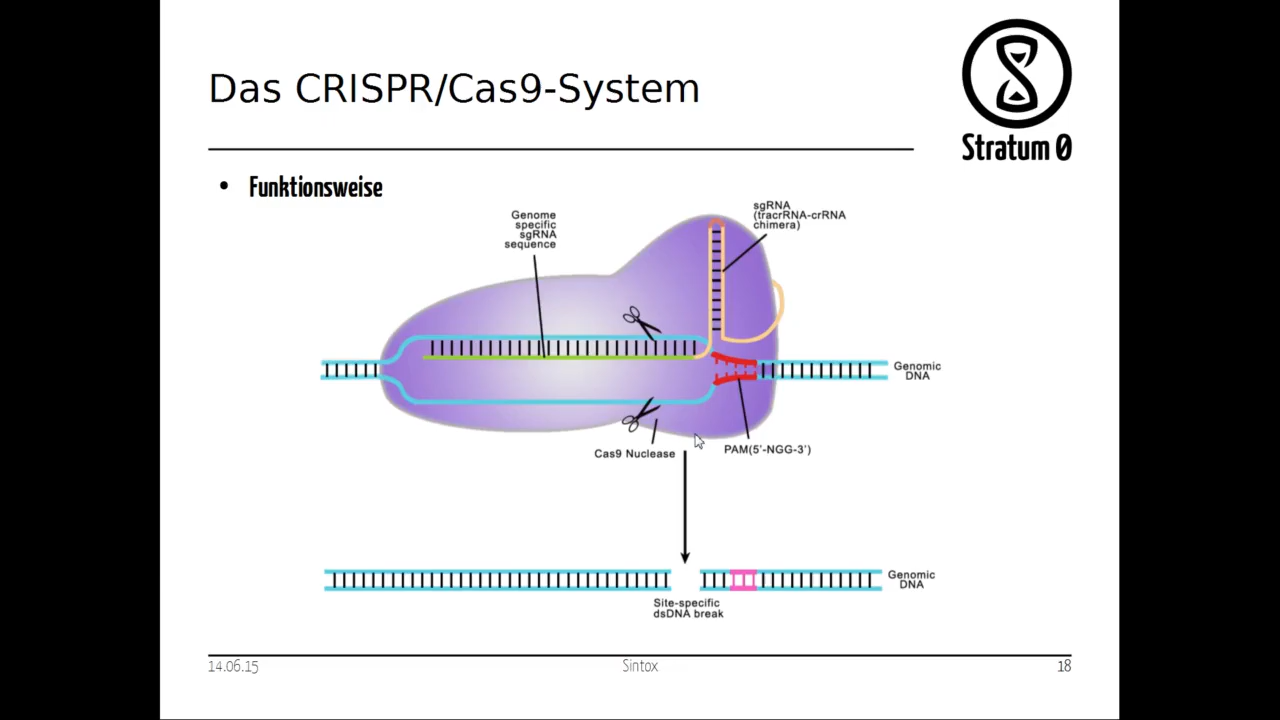 Das CRISPR/Cas9-System
Stratum 0
• Funktionsweise
Genome
specific
sgRNA
sequence
sgRNA
(tracrRNA-crRNA
chimera)
Genomic
DNA
Cas9 Nuclease
PAM(5'-NGG-3')
Genomic
DNA
Site-specific
dsDNA break
14.06.15
Sintox
18